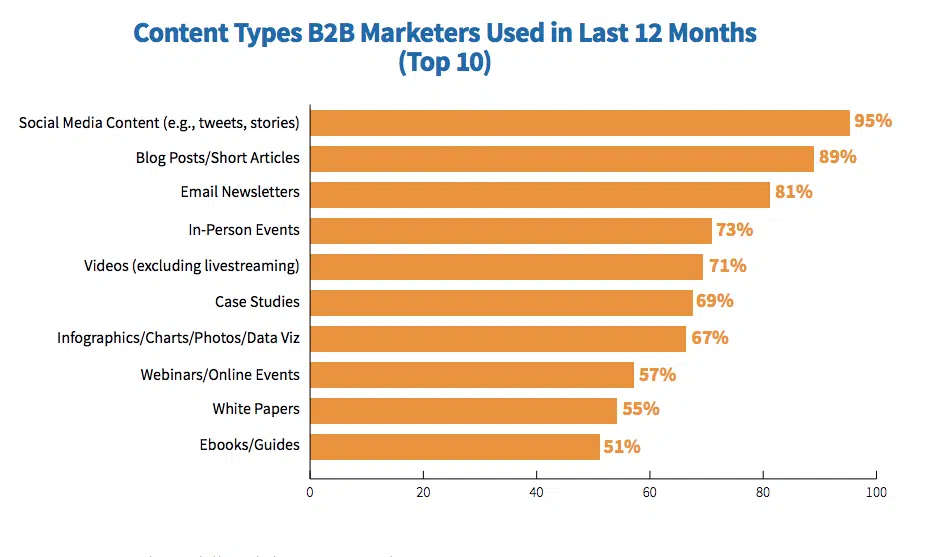 Content Types B2B Marketers Used in Last 12 Months
(Top 10)
Social Media Content (e.g., tweets, stories) 95%
Blog Posts/Short Articles 89%
Email Newsletters 81%
In-Person Events 73%
Videos (excluding livestreaming) 71%
Case Studies 69%
Infographics/Charts/Photos/Data Viz 67%
Webinars/Online Events 57%
White Papers 55%
Ebooks/Guides 51%
0 20 40 60 80 100